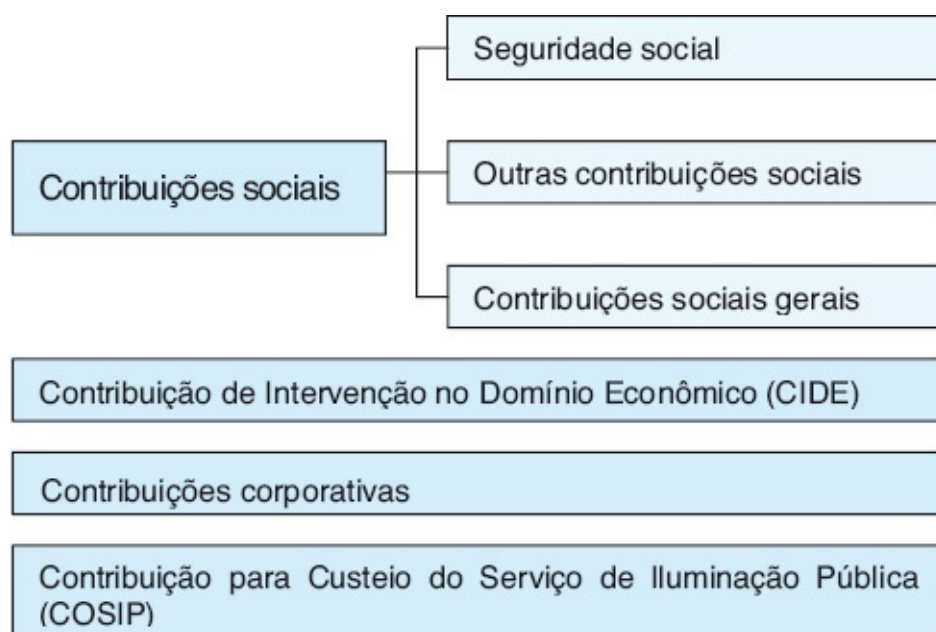 Seguridade social
Contribuições sociais
Outras contribuições sociais
Contribuições sociais gerais
Contribuição de Intervenção no Domínio Econômico (CIDE)
Contribuições corporativas
Contribuição para Custeio do Serviço de Iluminação Pública
(COSIP)